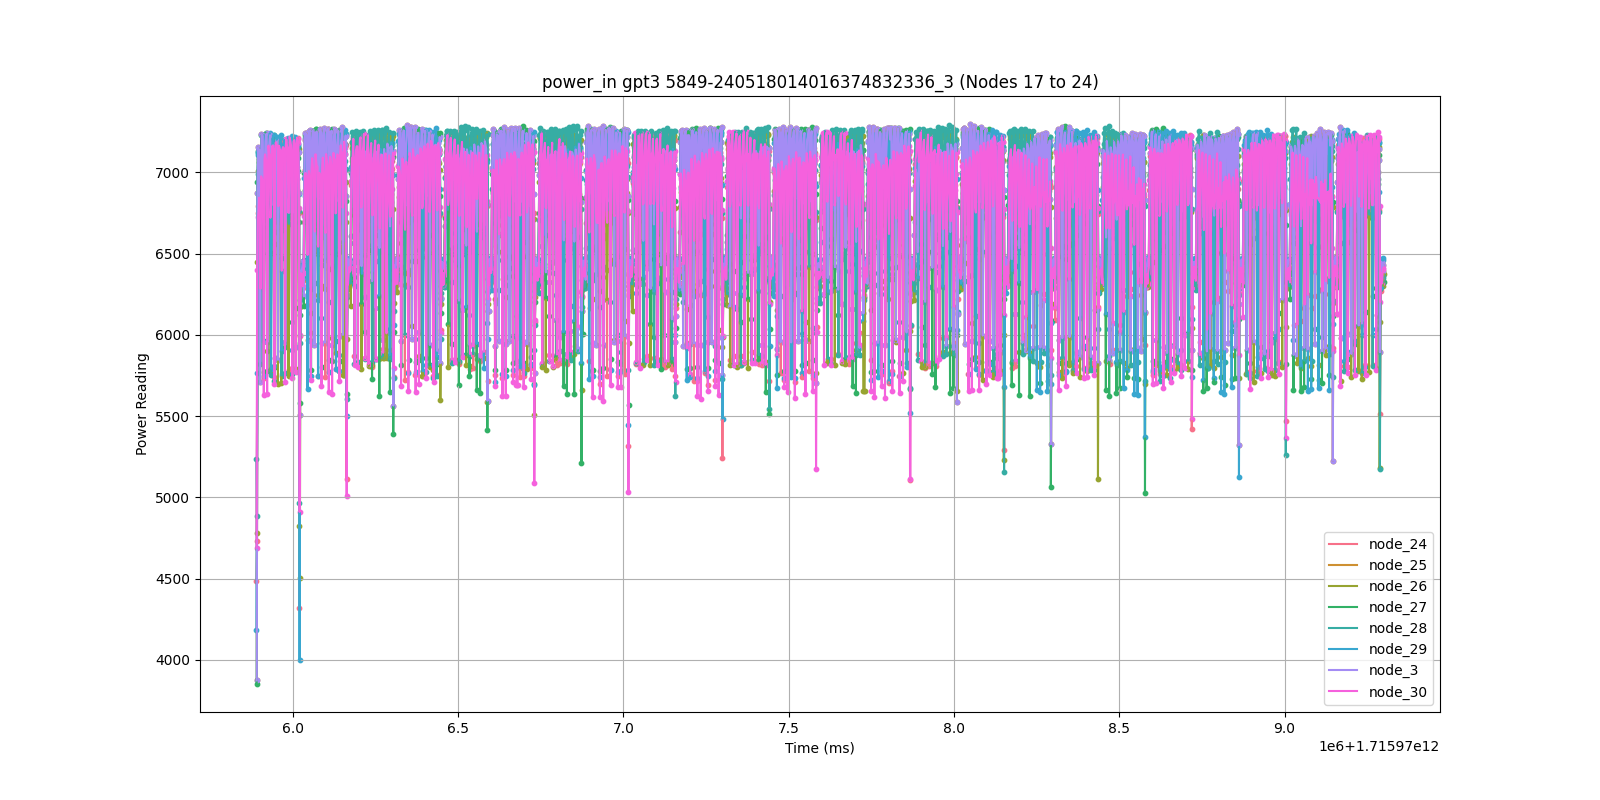 power_in gpt3 5849-240518014016374832336_3 (Nodes 17 to 24)
Power Reading
7000
6500
6000
5500
5000
4500
4000
6.0 6.5 7.0 7.5 8.0 8.5 9.0
Time (ms)
1e6+1.71597e12
node_24
node_25
node_26
node_27
node_28
node_29
node_3
node_30